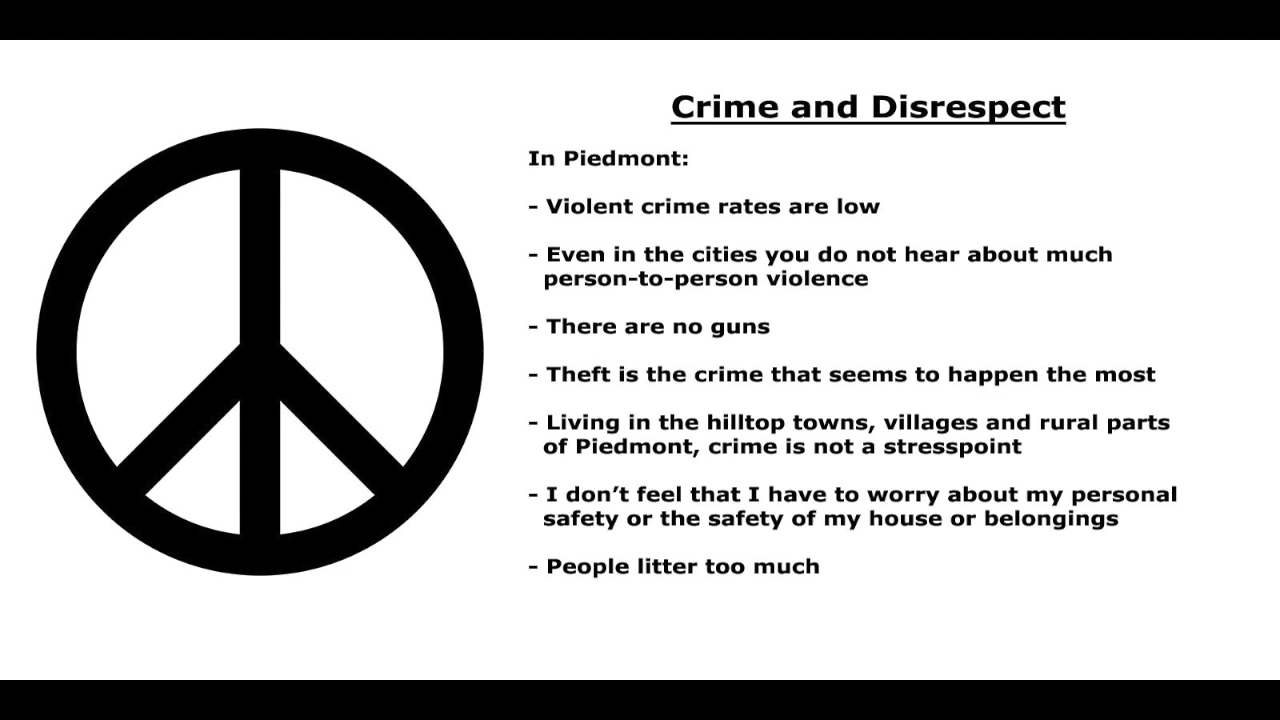 Crime and Disrespect
In Piedmont:
- Violent crime rates are low
- Even in the cities you do not hear about much
person-to-person violence
- There are no guns
- Theft is the crime that seems to happen the most
- Living in the hilltop towns, villages and rural parts
of Piedmont, crime is not a stresspoint
- I don’t feel that I have to worry about my personal
safety or the safety of my house or belongings
- People litter too much